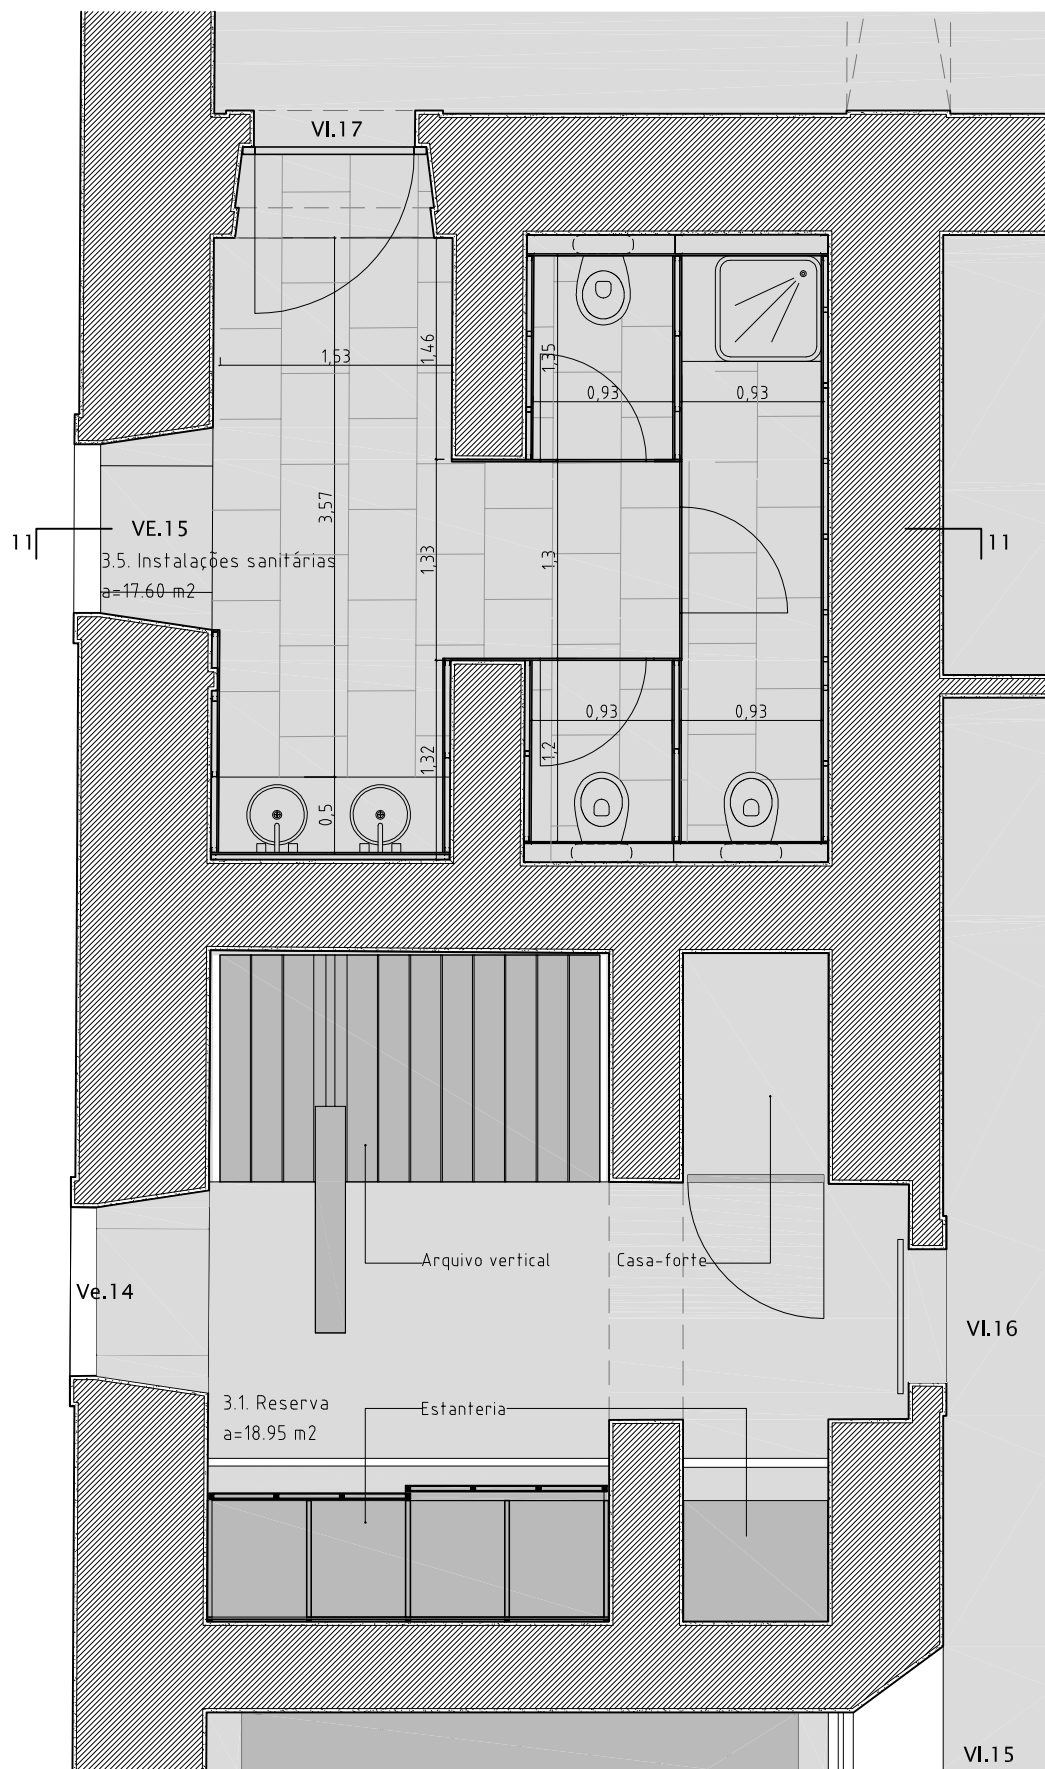 VI.17
1,53
1,46
1,35
0,93
0,93
3,57
1,33
1,3
11
VE.15
11
3.5. Instalações sanitárias
a=17.60 m2
0,93
0,93
1,32
1,2
0,5
Arquivo vertical
Casa-forte
Ve.14
VI.16
3.1. Reserva
a=18.95 m2
Estanteria
VI.15